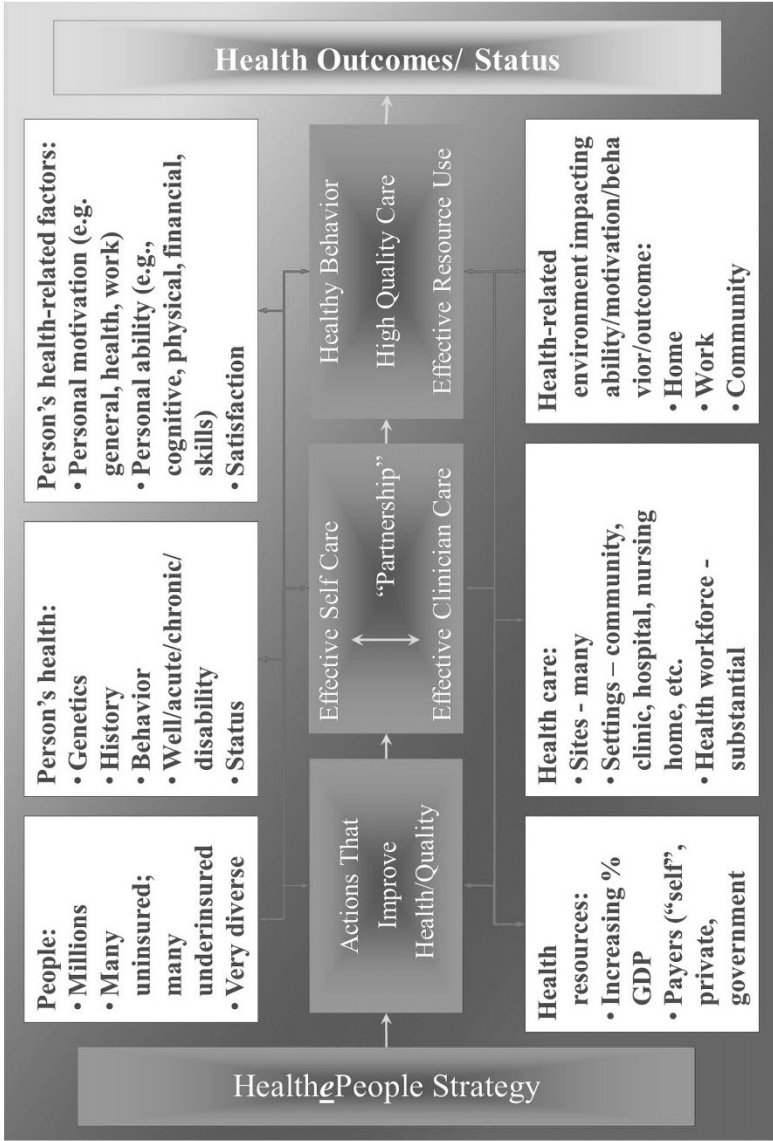 HealthePeople Strategy
People:
• Millions
• Many
uninsured;
many
underinsured
• Very diverse
Person's health:
• Genetics
• History
• Behavior
• Well/acute/chronic/
disability
• Status
Person's health-related factors:
• Personal motivation (e.g.
general, health, work)
• Personal ability (e.g.,
cognitive, physical, financial,
skills)
• Satisfaction
Actions That
Improve
Health/Quality
Effective Self Care
“Partnership”
Effective Clinician Care
Healthy Behavior
High Quality Care
Effective Resource Use
Health
resources:
• Increasing %
GDP
• Payers (“self”,
private,
government
Health care:
• Sites - many
• Settings – community,
clinic, hospital, nursing
home, etc.
• Health workforce -
substantial
Health-related
environment impacting
ability/motivation/beha
vior/outcome:
• Home
• Work
• Community
Health Outcomes/ Status